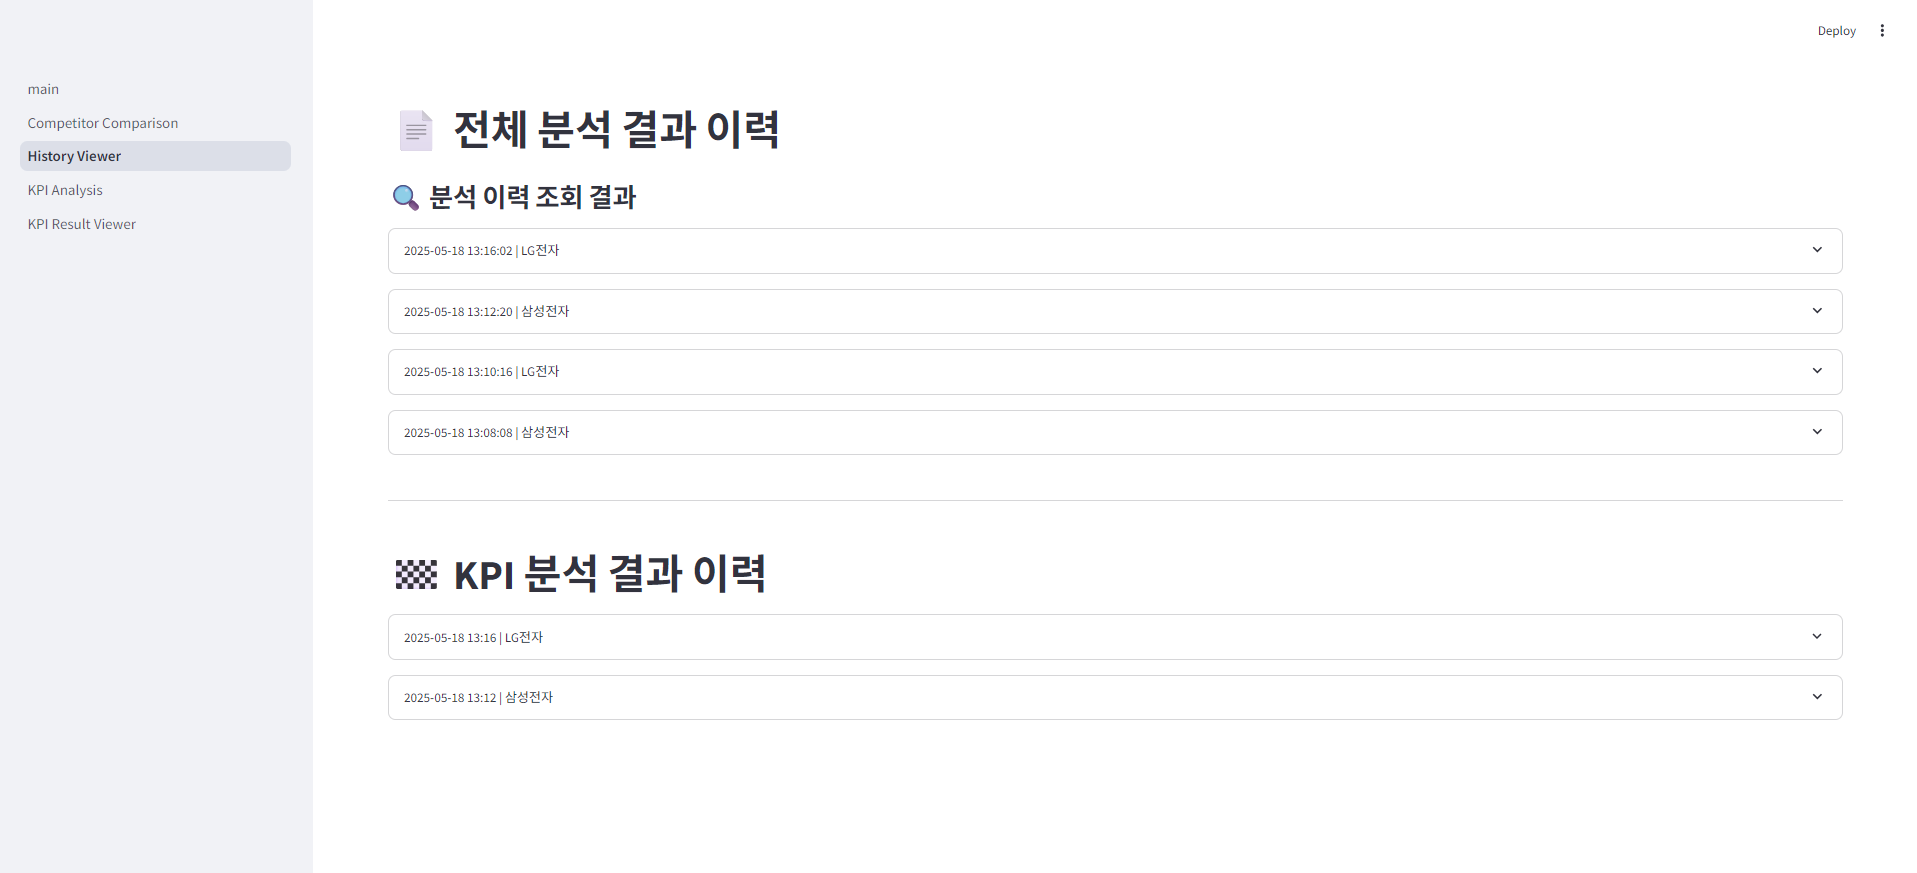 Deploy
main
Competitor Comparison
History Viewer
KPI Analysis
KPI Result Viewer
전체 분석 결과 이력
분석 이력 조회 결과
2025-05-18 13:16:02 | LG전자
2025-05-18 13:12:20 | 삼성전자
2025-05-18 13:10:16 | LG전자
2025-05-18 13:08:08 | 삼성전자
KPI 분석 결과 이력
2025-05-18 13:16 | LG전자
2025-05-18 13:12 | 삼성전자